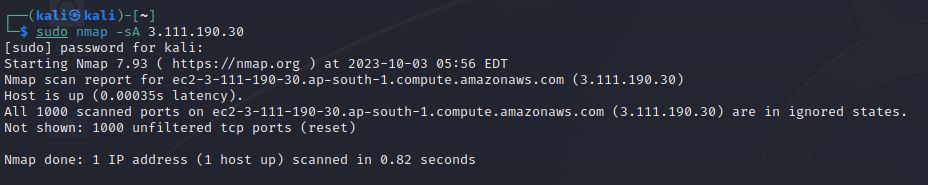 ┌──(kali㉿kali)-[~]
└─$ sudo nmap -sA 3.111.190.30
[sudo] password for kali:
Starting Nmap 7.93 ( https://nmap.org ) at 2023-10-03 05:56 EDT
Nmap scan report for ec2-3-111-190-30.ap-south-1.compute.amazonaws.com (3.111.190.30)
Host is up (0.00035s latency).
All 1000 scanned ports on ec2-3-111-190-30.ap-south-1.compute.amazonaws.com (3.111.190.30) are in ignored states.
Not shown: 1000 unfiltered tcp ports (reset)
Nmap done: 1 IP address (1 host up) scanned in 0.82 seconds